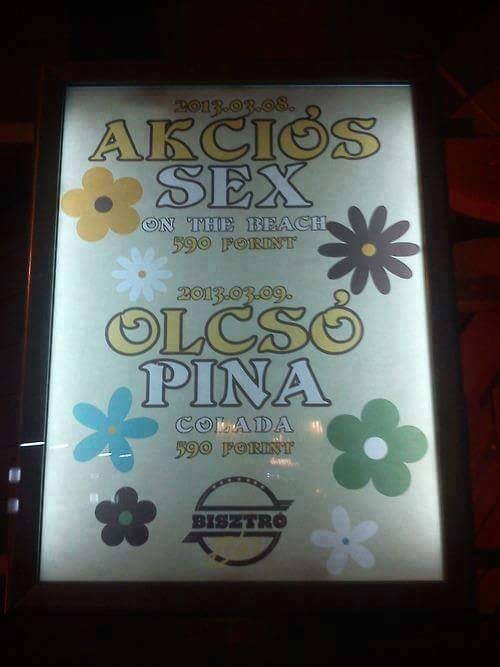 2013.03.08.
AKCIÓS
SEX
ON THE BEACH
590 FORINT
2013.03.09.
OLCSÓ
PINA
COLADA
590 FORINT
BISZTRÓ